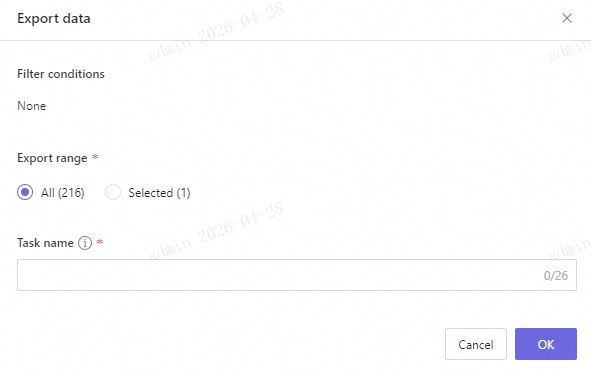 Export data
admin 2026-04-28
admin
Filter conditions
None
Export range *
All (216)
Selected (1)
admin 2026-04-28
admin
Task name i *
0/26
Cancel
OK